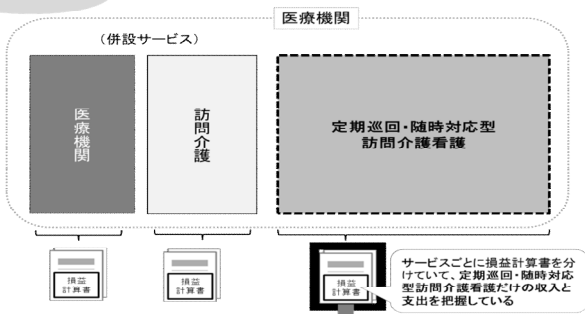 医療機関
（併設サービス）
医療機関
訪問介護
定期巡回・随時対応型
訪問介護看護
損益
計算書
損益
計算書
損益
計算書
サービスごとに損益計算書を分
けていて、定期巡回・随時対応
型訪問介護看護だけの収入と
支出を把握している